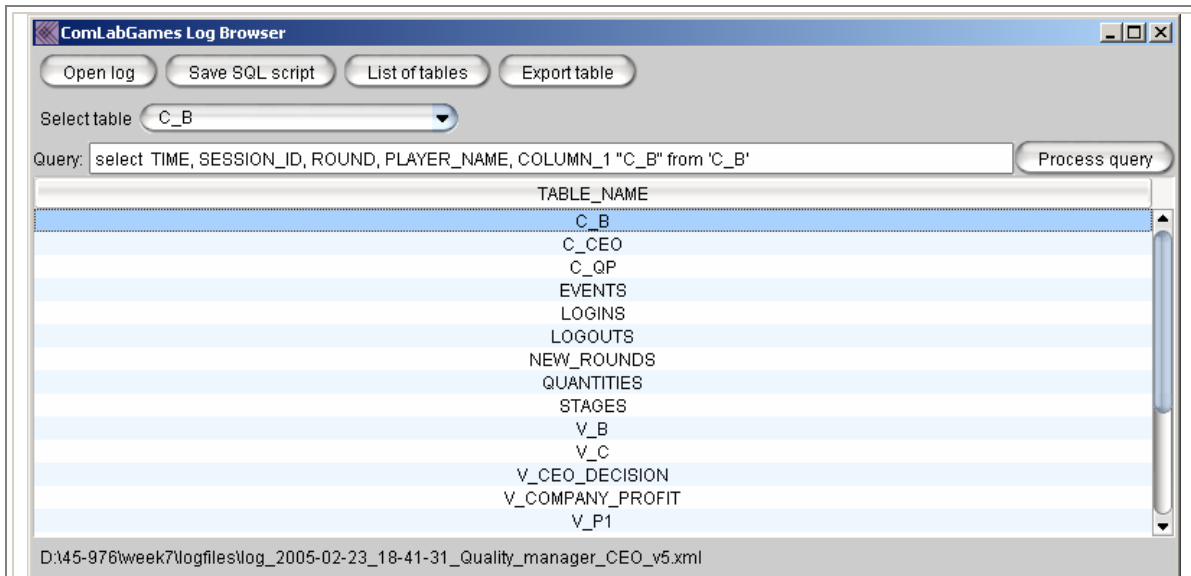 ComLabGames Log Browser
Open log Save SQL script List of tables Export table
Select table C_B
Query: select TIME, SESSION_ID, ROUND, PLAYER_NAME, COLUMN_1 "C_B" from 'C_B' Process query
TABLE_NAME
C_B
C_CEO
C_QP
EVENTS
LOGINS
LOGOUTS
NEW_ROUNDS
QUANTITIES
STAGES
V_B
V_C
V_CEO_DECISION
V_COMPANY_PROFIT
V_P1
D:\45-976\week7\logfiles\log_2005-02-23_18-41-31_Quality_manager_CEO_v5.xml